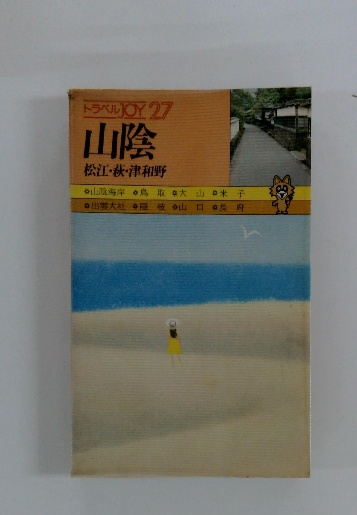 トラベルJOY 27
山陰
松江・萩・津和野
✿山陰海岸 ✿鳥取 ✿大山 ✿米子
✿出雲大社 ✿隠岐 ✿山口 ✿長府